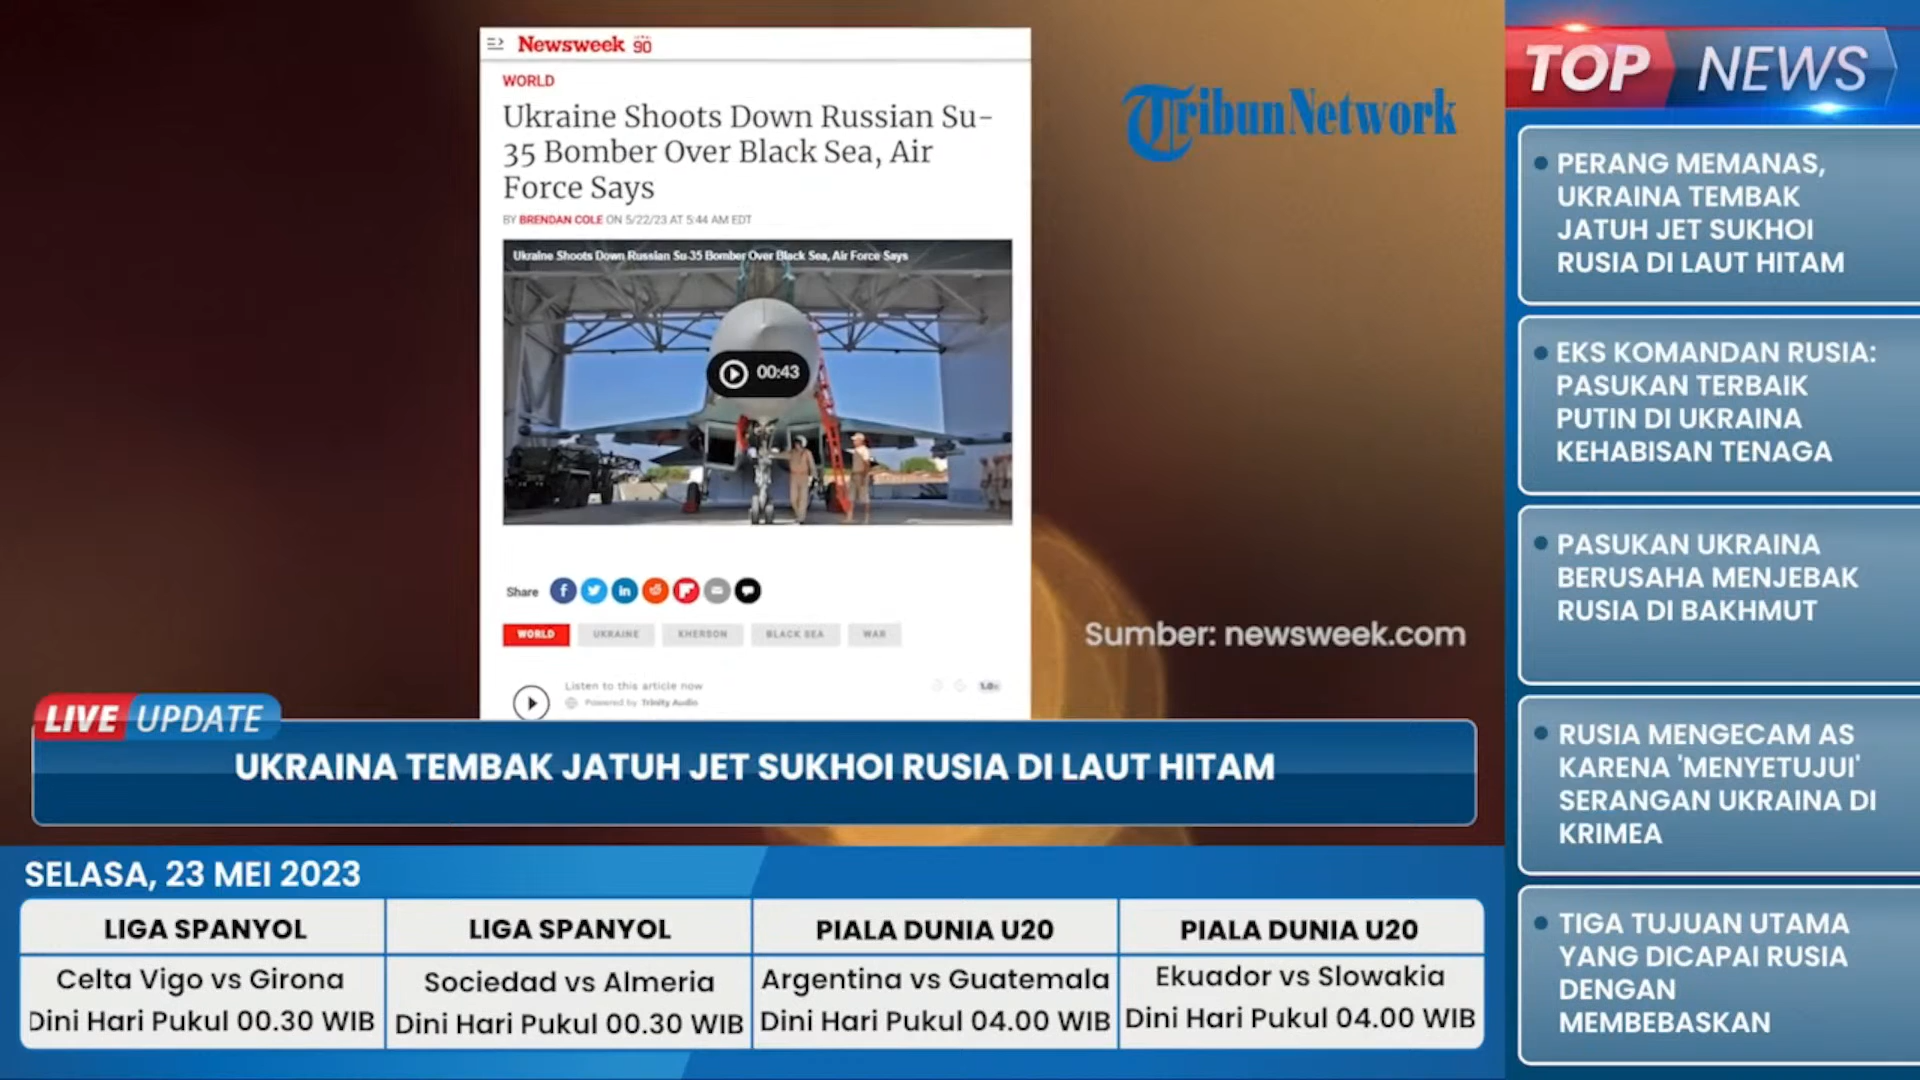 Newsweek 90
WORLD
Ukraine Shoots Down Russian Su-
35 Bomber Over Black Sea, Air
Force Says
BY BRENDAN COLE ON 5/22/23 AT 5:44 AM EDT
Ukraine Shoots Down Russian Su-35 Bomber Over Black Sea, Air Force Says
00:43
Share
WORLD UKRAINE KHERSON BLACK SEA WAR
Listen to this article now
Powered by Trinity Audio
1.0x
TribunNetwork
Sumber: newsweek.com
LIVE UPDATE
UKRAINA TEMBAK JATUH JET SUKHOI RUSIA DI LAUT HITAM
SELASA, 23 MEI 2023
LIGA SPANYOL
Celta Vigo vs Girona
Dini Hari Pukul 00.30 WIB
LIGA SPANYOL
Sociedad vs Almeria
Dini Hari Pukul 00.30 WIB
PIALA DUNIA U20
Argentina vs Guatemala
Dini Hari Pukul 04.00 WIB
PIALA DUNIA U20
Ekuador vs Slowakia
Dini Hari Pukul 04.00 WIB
TOP NEWS
PERANG MEMANAS,
UKRAINA TEMBAK
JATUH JET SUKHOI
RUSIA DI LAUT HITAM
EKS KOMANDAN RUSIA:
PASUKAN TERBAIK
PUTIN DI UKRAINA
KEHABISAN TENAGA
PASUKAN UKRAINA
BERUSAHA MENJEBAK
RUSIA DI BAKHMUT
RUSIA MENGECAM AS
KARENA 'MENYETUJUI'
SERANGAN UKRAINA DI
KRIMEA
TIGA TUJUAN UTAMA
YANG DICAPAI RUSIA
DENGAN
MEMBEBASKAN